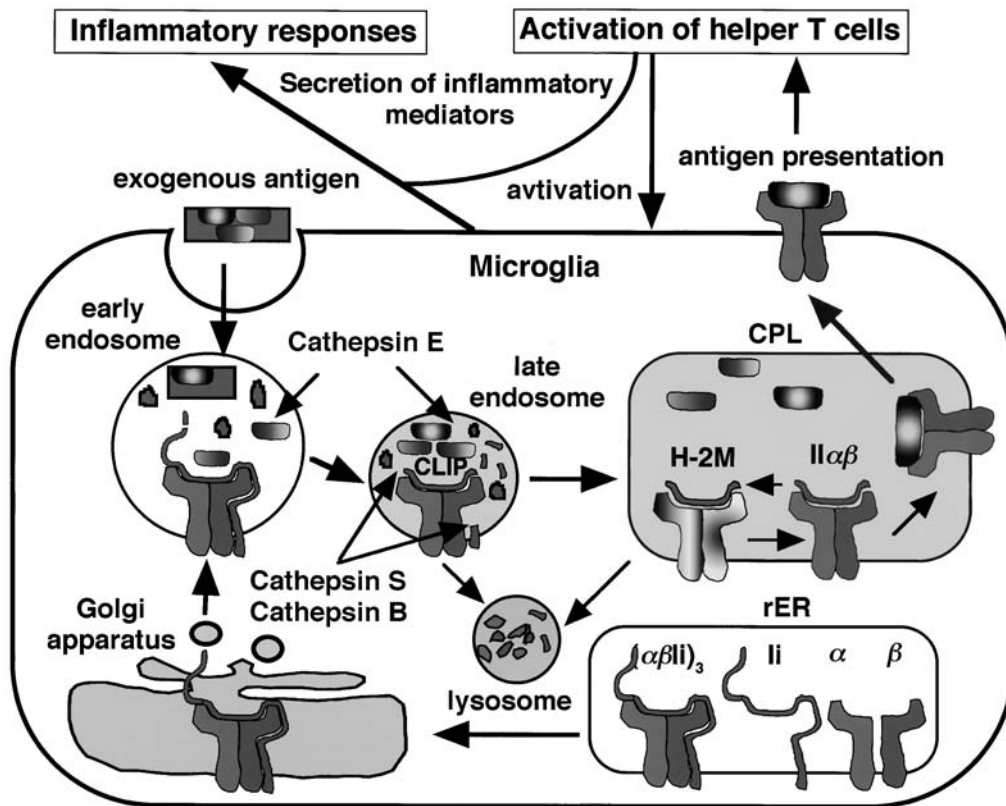 Inflammatory responses
Activation of helper T cells
Secretion of inflammatory
mediators
exogenous antigen
avtivation
antigen presentation
Microglia
early
endosome
Cathepsin E
late
endosome
CPL
CLIP
H-2M
IIαβ
Cathepsin S
Cathepsin B
Golgi
apparatus
lysosome
rER
(αβIi)₃
Ii
α
β